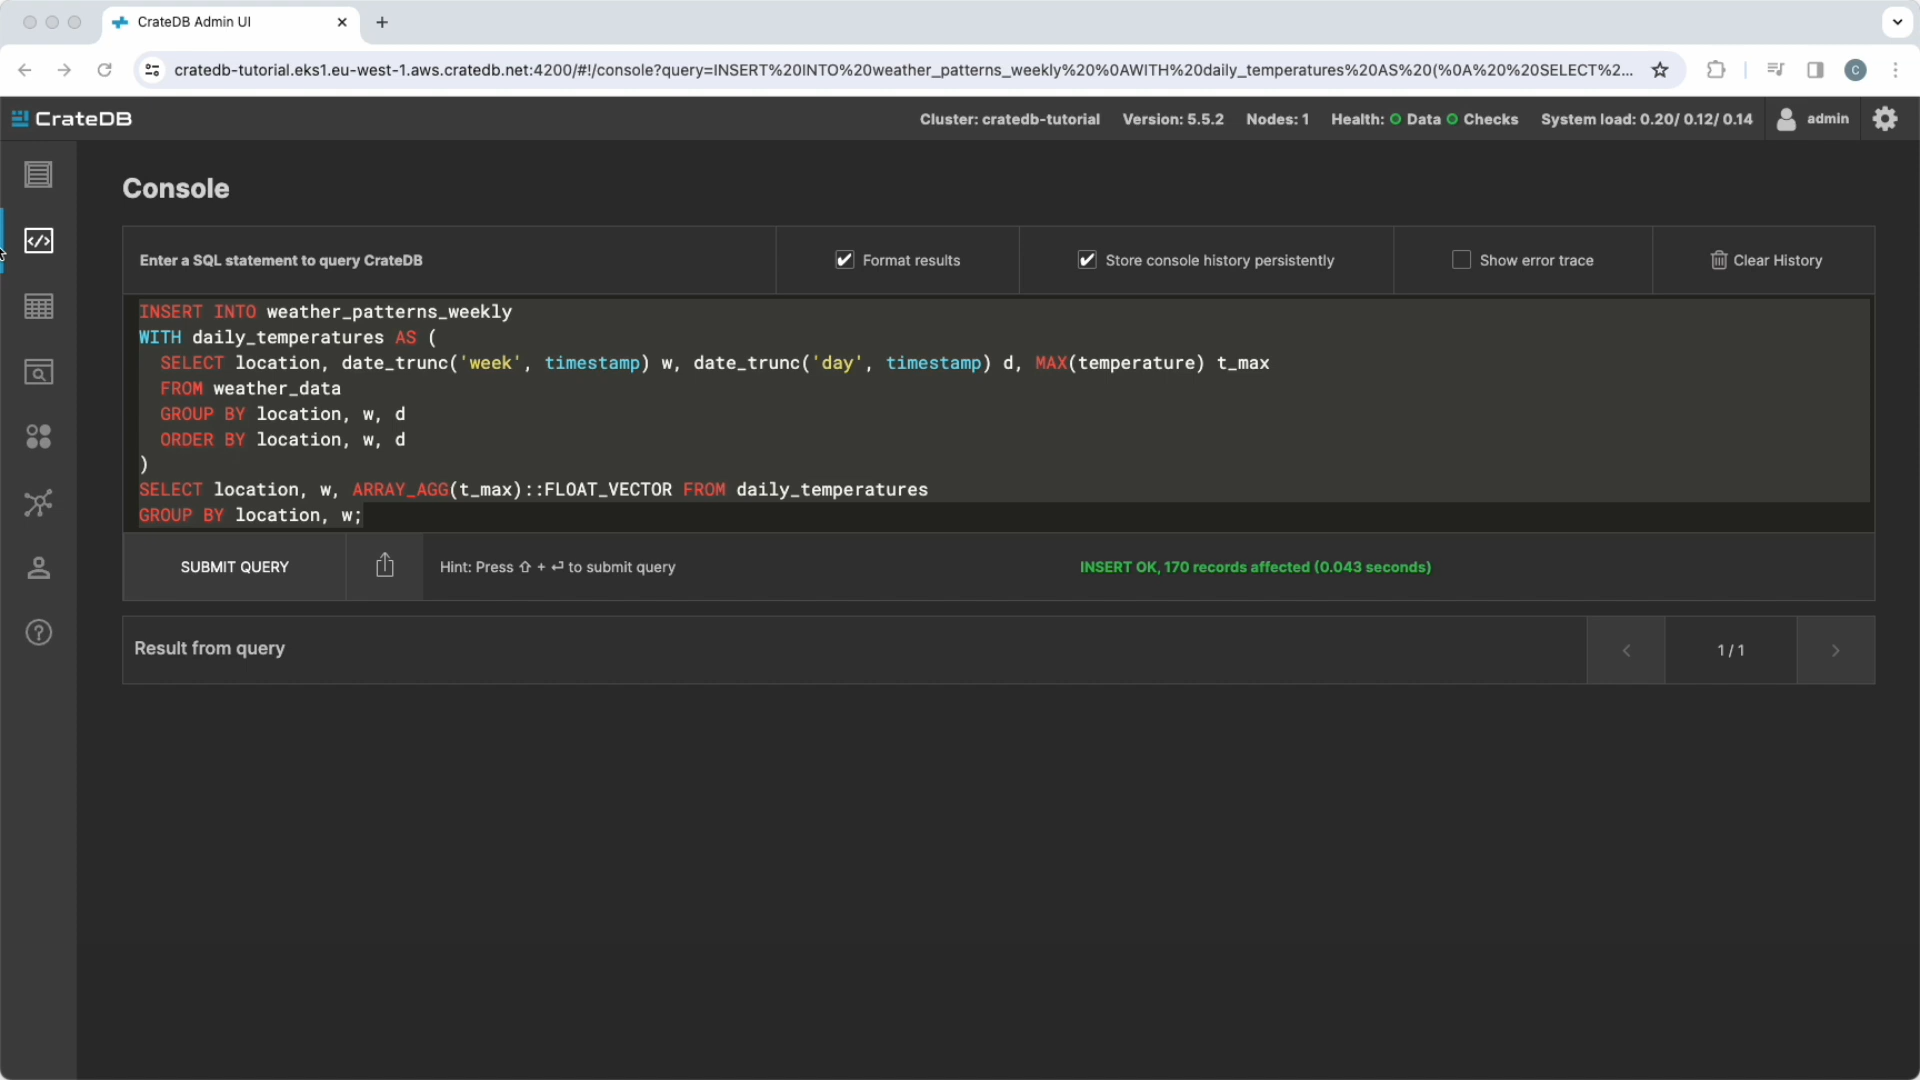 CrateDB Admin UI
cratedb-tutorial.eks1.eu-west-1.aws.cratedb.net:4200/#!/console?query=INSERT%20INTO%20weather_patterns_weekly%20%0AWITH%20daily_temperatures%20AS%20(%0A%20%20SELECT%2...
C
CrateDB
Cluster: cratedb-tutorial Version: 5.5.2 Nodes: 1 Health: Data Checks System load: 0.20/ 0.12/ 0.14 admin
Console
Enter a SQL statement to query CrateDB Format results Store console history persistently Show error trace Clear History
INSERT INTO weather_patterns_weekly
WITH daily_temperatures AS (
  SELECT location, date_trunc('week', timestamp) w, date_trunc('day', timestamp) d, MAX(temperature) t_max
  FROM weather_data
  GROUP BY location, w, d
  ORDER BY location, w, d
)
SELECT location, w, ARRAY_AGG(t_max)::FLOAT_VECTOR FROM daily_temperatures
GROUP BY location, w;
SUBMIT QUERY Hint: Press ⇧ + ⏎ to submit query INSERT OK, 170 records affected (0.043 seconds)
Result from query 1 / 1